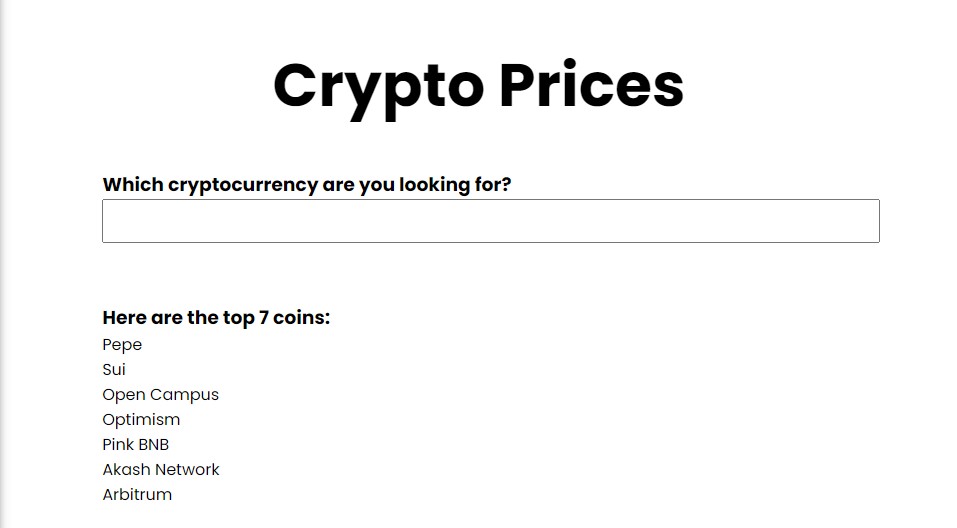 Crypto Prices
Which cryptocurrency are you looking for?
Here are the top 7 coins:
Pepe
Sui
Open Campus
Optimism
Pink BNB
Akash Network
Arbitrum